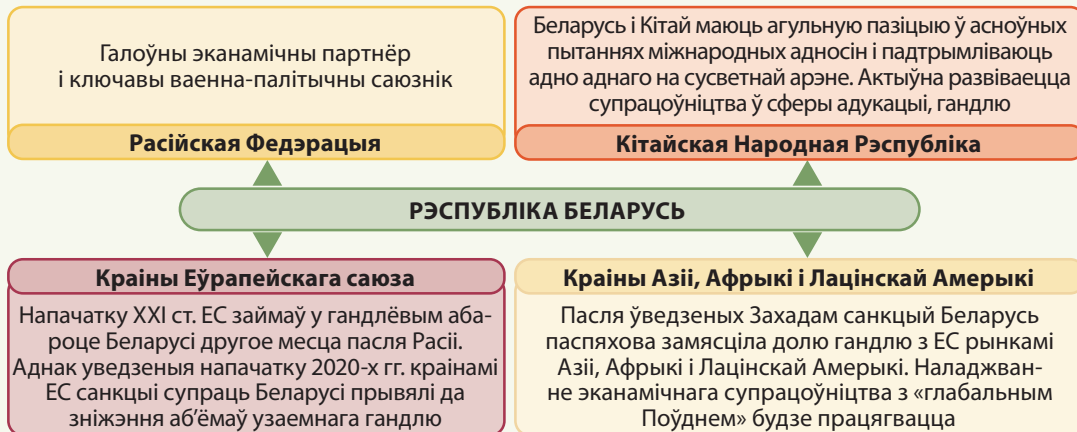 Галоўны эканамічны партнёр
і ключавы ваенна-палітычны саюзнік
Расійская Федэрацыя
Беларусь і Кітай маюць агульную пазіцыю ў асноўных
пытаннях міжнародных адносін і падтрымліваюць
адно аднаго на сусветнай арэне. Актыўна развіваецца
супрацоўніцтва ў сферы адукацыі, гандлю
Кітайская Народная Рэспубліка
РЭСПУБЛІКА БЕЛАРУСЬ
Краіны Еўрапейскага саюза
Напачатку XXI ст. ЕС займаў у гандлёвым аба-
роце Беларусі другое месца пасля Расіі.
Аднак уведзеныя напачатку 2020-х гг. краінамі
ЕС санкцыі супраць Беларусі прывялі да
зніжэння аб’ёмаў узаемнага гандлю
Краіны Азіі, Афрыкі і Лацінскай Амерыкі
Пасля ўведзеных Захадам санкцый Беларусь
паспяхова замясціла долю гандлю з ЕС рынкамі
Азіі, Афрыкі і Лацінскай Амерыкі. Наладжван-
не эканамічнага супрацоўніцтва з «глабальным
Поўднем» будзе працягвацца